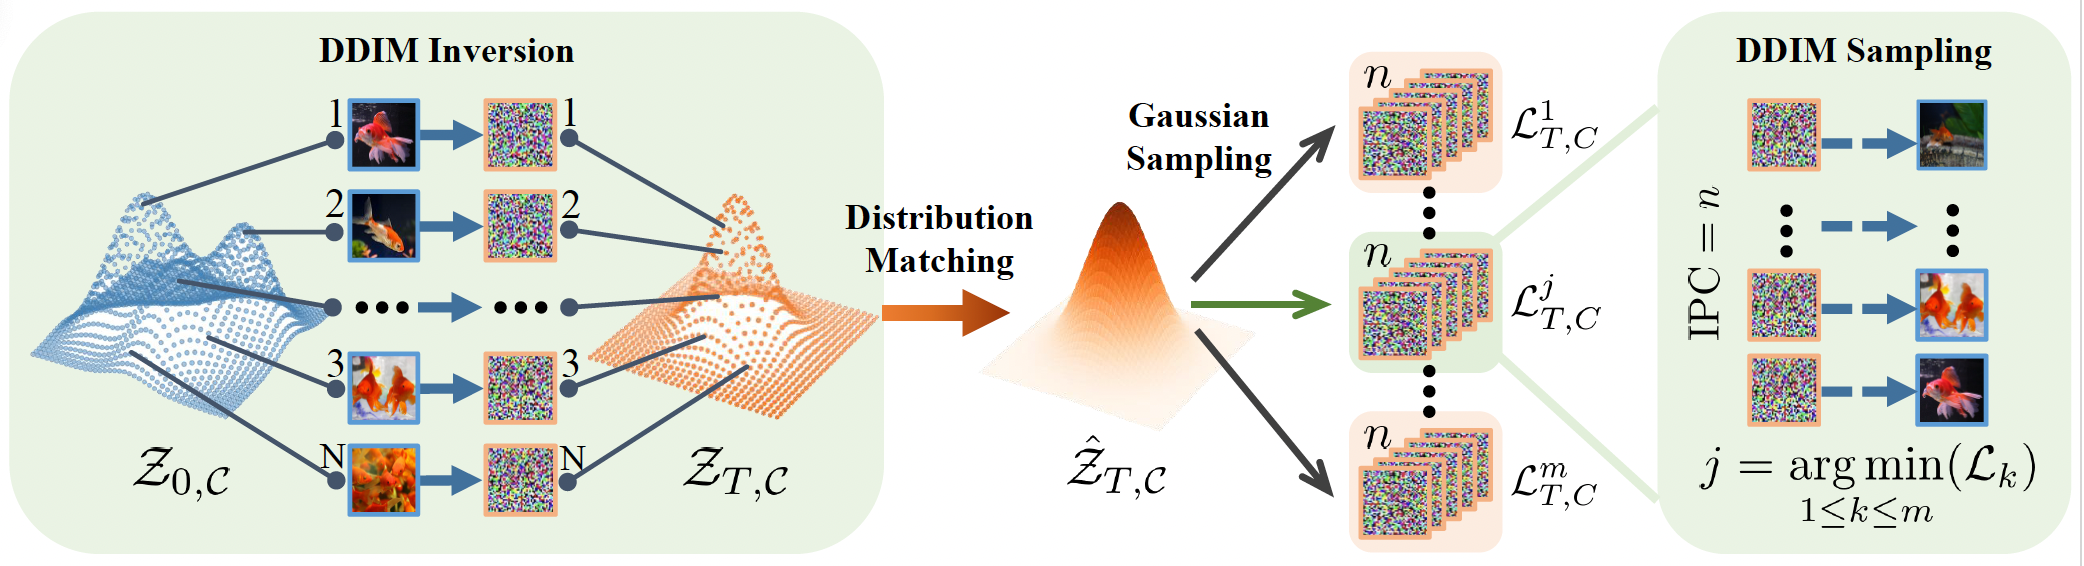 DDIM Inversion
1
1
2
2
3
3
N
N
$\mathcal{Z}_{0,\mathcal{C}}$
$\mathcal{Z}_{T,\mathcal{C}}$
Distribution
Matching
$\hat{\mathcal{Z}}_{T,\mathcal{C}}$
Gaussian
Sampling
n
$\mathcal{L}^{1}_{T,C}$
n
$\mathcal{L}^{j}_{T,C}$
n
$\mathcal{L}^{m}_{T,C}$
DDIM Sampling
IPC = n
$j = \arg\min(\mathcal{L}_k)$
$1 \leq k \leq m$